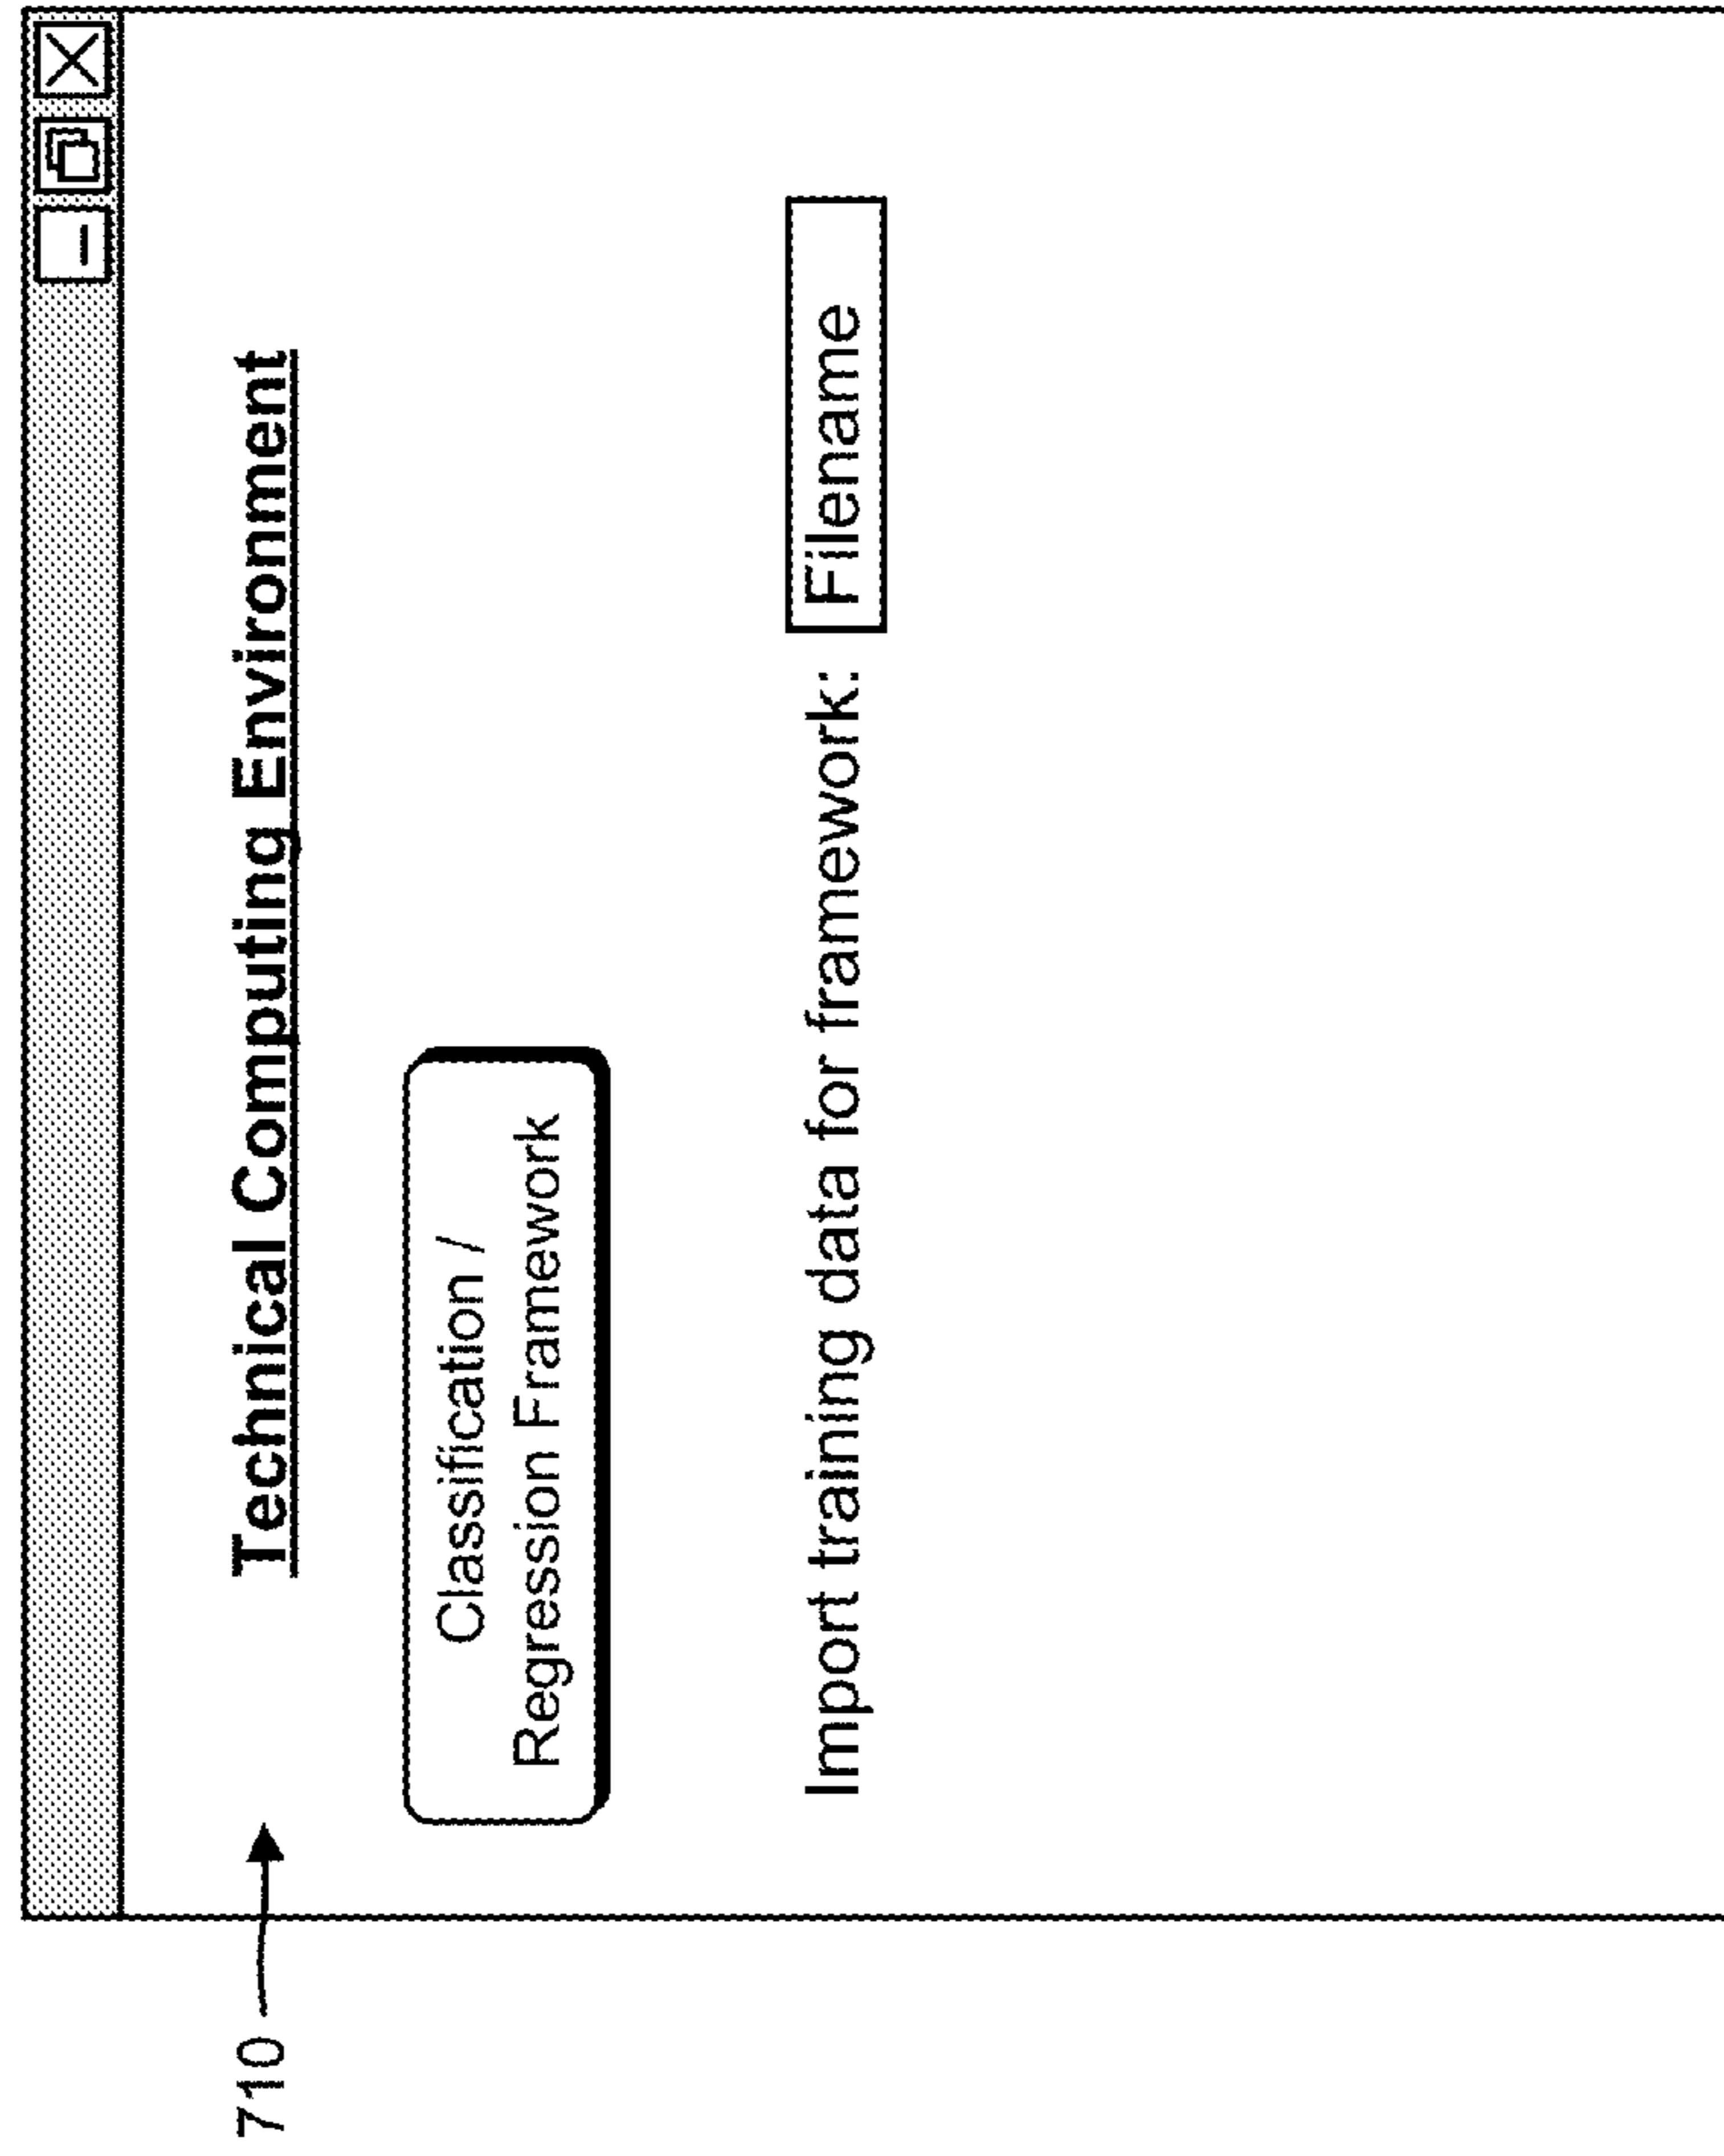 710
Technical Computing Environment
Classification /
Regression Framework
Import training data for framework: Filename